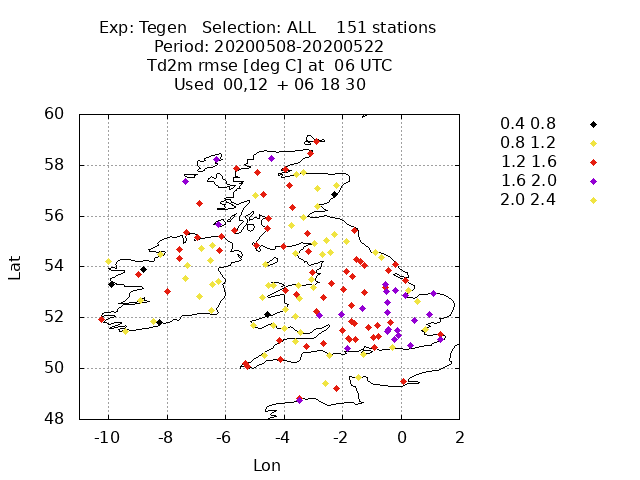 Exp: Tegen   Selection: ALL    151 stations
Period: 20200508-20200522
Td2m rmse [deg C] at  06 UTC
Used  00,12  + 06 18 30
60
58
56
54
52
50
48
Lat
-10 -8 -6 -4 -2 0 2
Lon
0.4 0.8
0.8 1.2
1.2 1.6
1.6 2.0
2.0 2.4